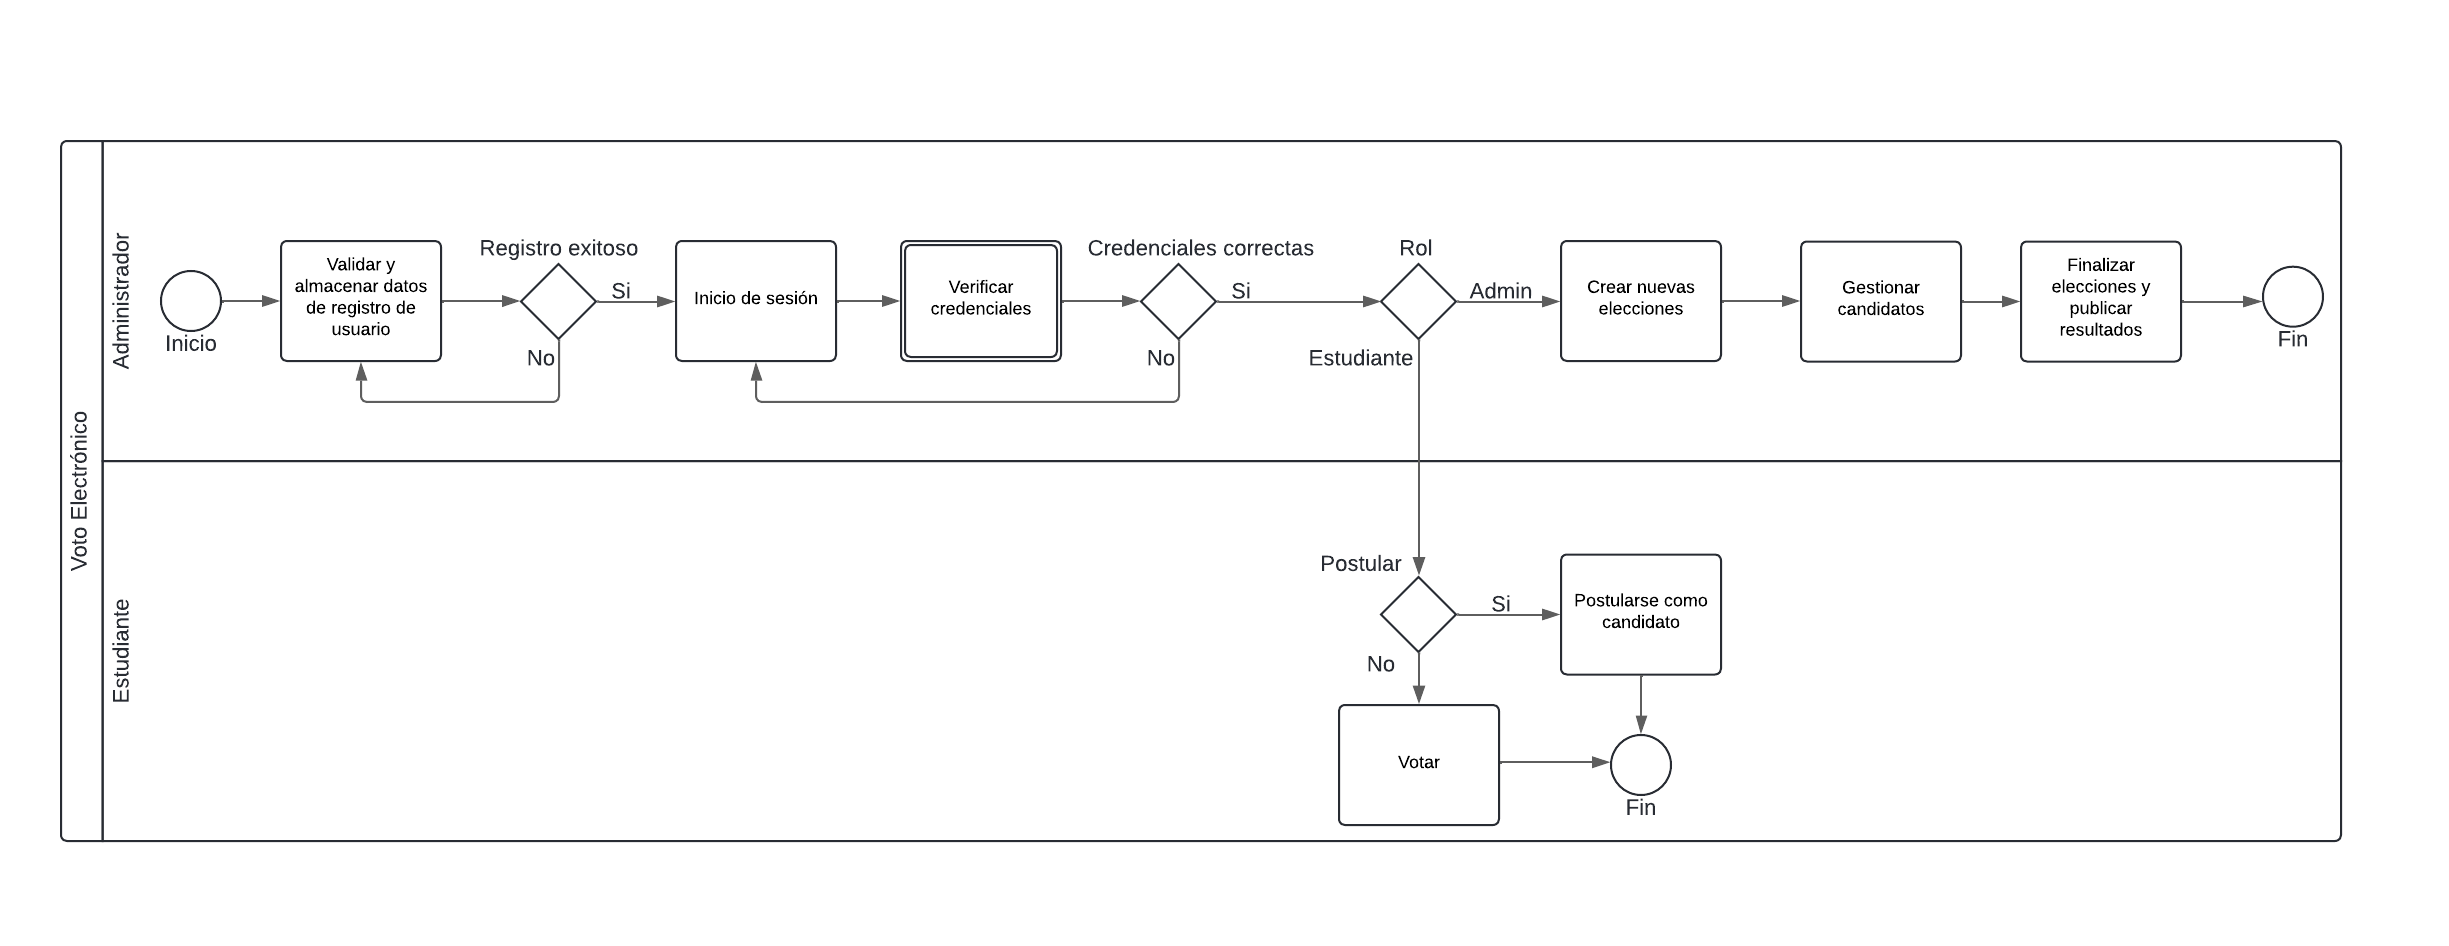 Voto Electrónico
Administrador
Inicio
Validar y
almacenar datos
de registro de
usuario
Registro exitoso
Si
No
Inicio de sesión
Verificar
credenciales
Credenciales correctas
Si
No
Rol
Admin
Estudiante
Crear nuevas
elecciones
Gestionar
candidatos
Finalizar
elecciones y
publicar
resultados
Fin
Estudiante
Postular
Si
No
Postularse como
candidato
Votar
Fin